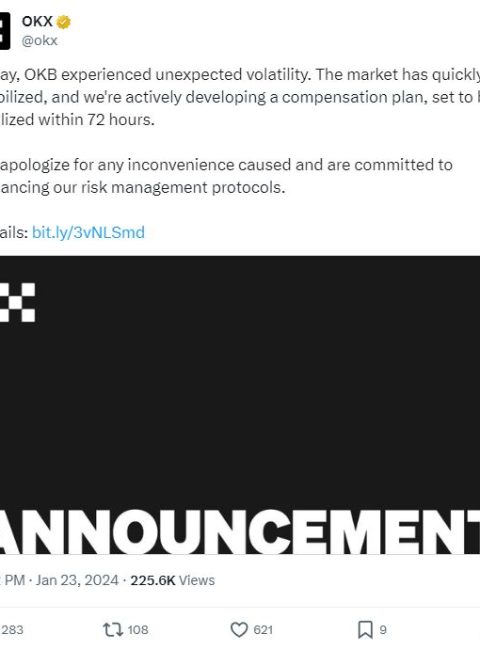 OKX
@okx
ay, OKB experienced unexpected volatility. The market has quickly
bilized, and we're actively developing a compensation plan, set to b
lized within 72 hours.
apologize for any inconvenience caused and are committed to
ancing our risk management protocols.
ails: bit.ly/3vNLSmd
ANNOUNCEMENT
PM · Jan 23, 2024 · 225.6K Views
283 108 621 9